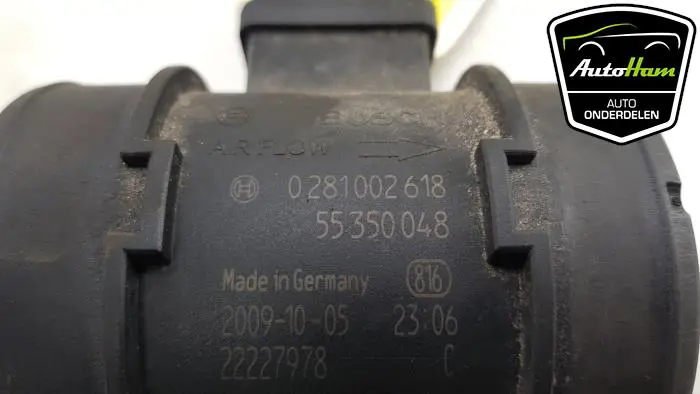 AutoHam
AUTO
ONDERDELEN
BOSCH
AIRFLOW
0 281 002 618
55 350 048
Made in Germany 816
2009-10-05 23:06
22227978 C